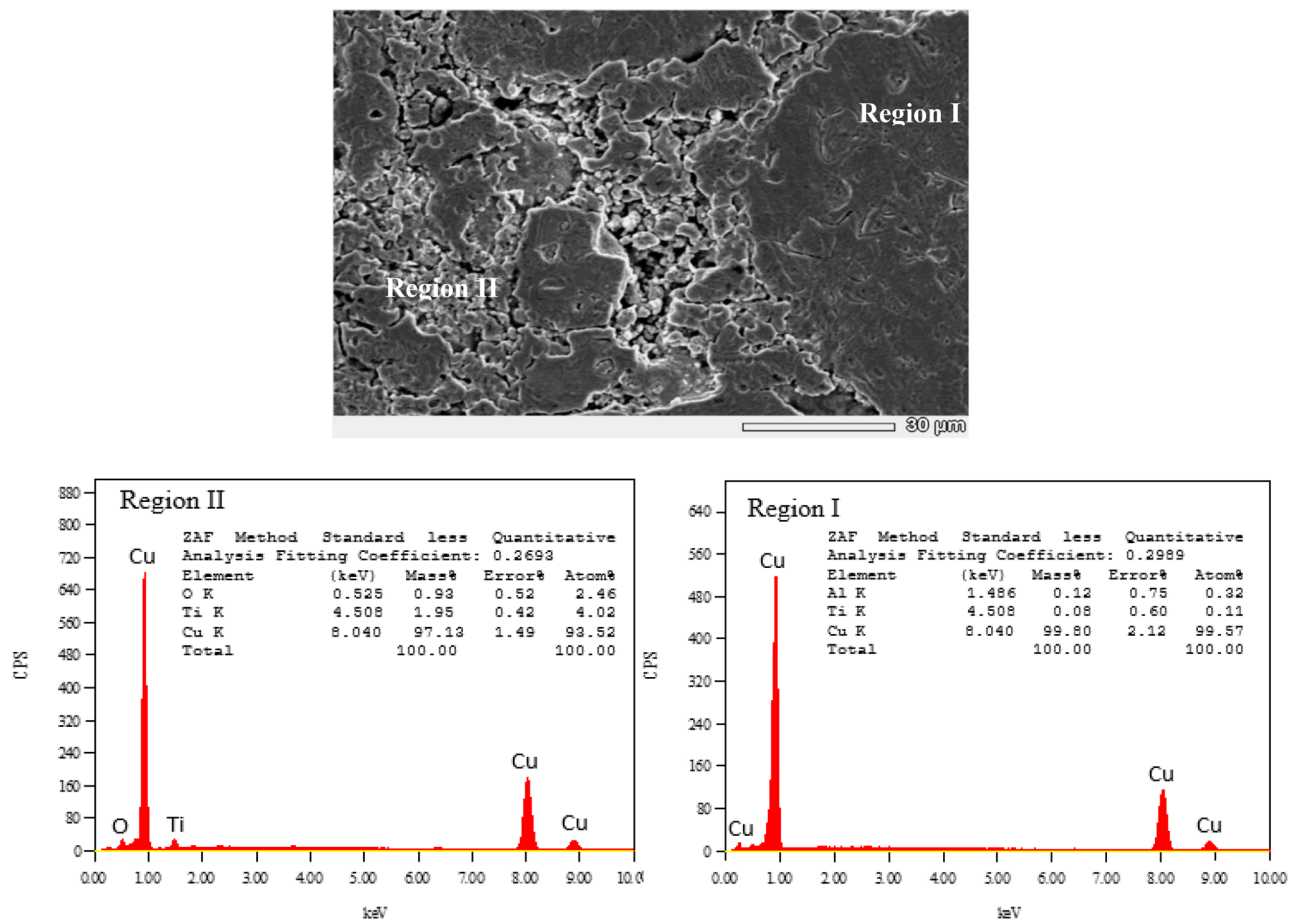 Region I
Region II
30 µm
Region II
ZAF Method Standard less Quantitative
Analysis Fitting Coefficient: 0.2693
Element (keV) Mass% Error% Atom%
O K 0.525 0.93 0.52 2.46
Ti K 4.508 1.95 0.42 4.02
Cu K 8.040 97.13 1.49 93.52
Total 100.00 100.00
Cu
O
Ti
Cu
Cu
880
800
720
640
560
480
400
320
240
160
80
0
CPS
0.00 1.00 2.00 3.00 4.00 5.00 6.00 7.00 8.00 9.00 10.0
keV
Region I
ZAF Method Standard less Quantitative
Analysis Fitting Coefficient: 0.2989
Element (keV) Mass% Error% Atom%
Al K 1.486 0.12 0.75 0.32
Ti K 4.508 0.08 0.60 0.11
Cu K 8.040 99.80 2.12 99.57
Total 100.00 100.00
Cu
Cu
Cu
Cu
640
560
480
400
320
240
160
80
0
CPS
0.00 1.00 2.00 3.00 4.00 5.00 6.00 7.00 8.00 9.00 10.00
keV